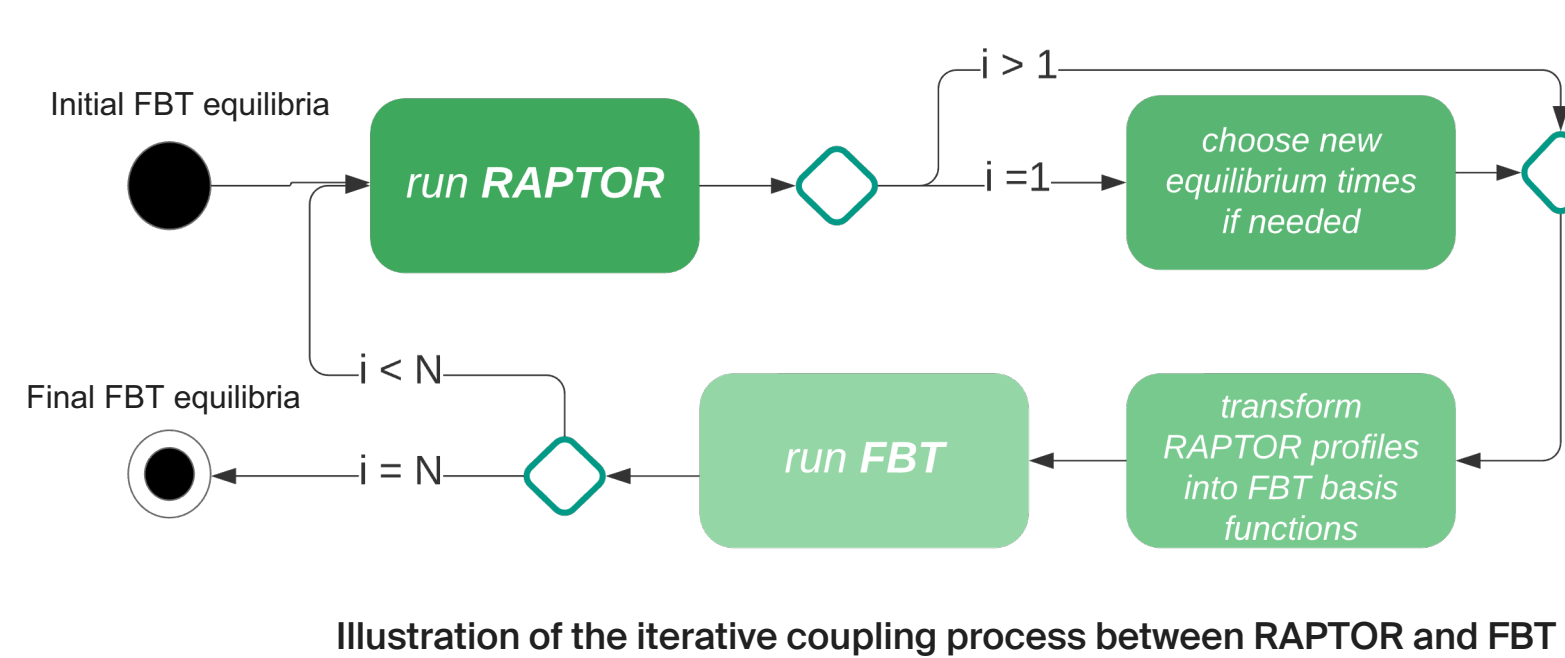 i > 1
Initial FBT equilibria
run RAPTOR
i =1
choose new
equilibrium times
if needed
i < N
Final FBT equilibria
i = N
run FBT
transform
RAPTOR profiles
into FBT basis
functions
Illustration of the iterative coupling process between RAPTOR and FBT